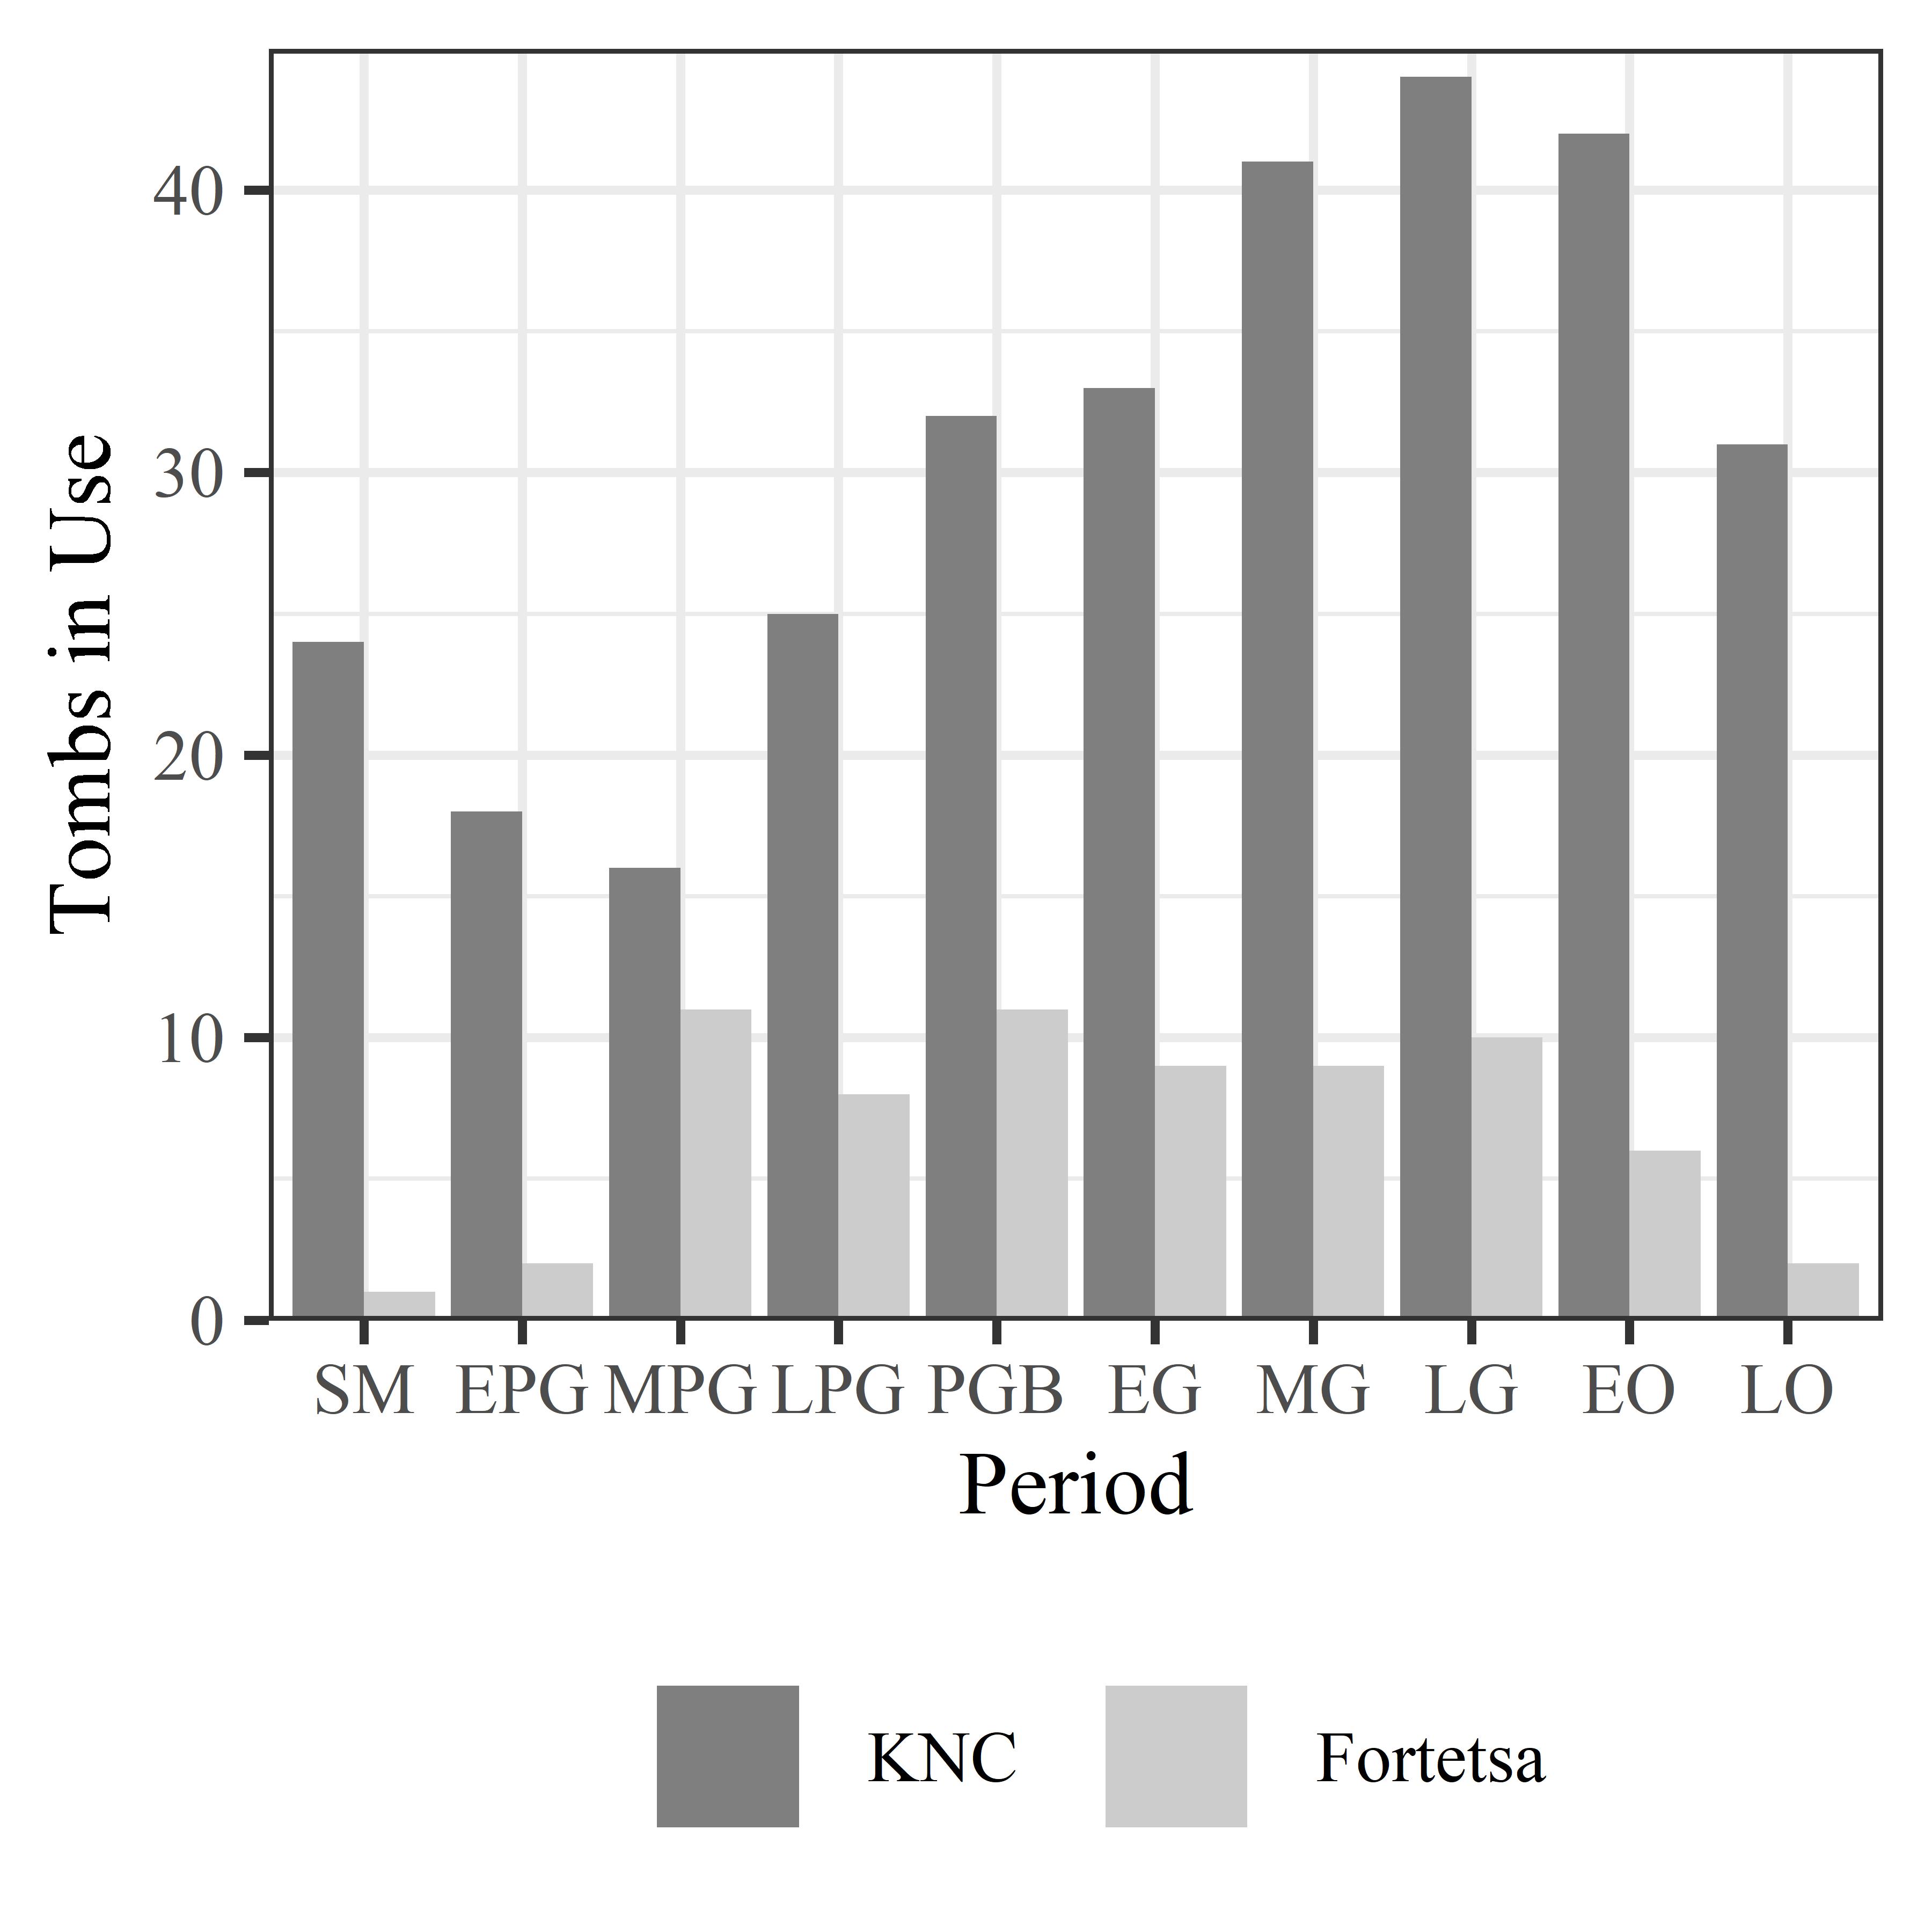 Tombs in Use
40
30
20
10
0
SM EPG MPG LPG PGB EG MG LG EO LO
Period
KNC Fortetsa